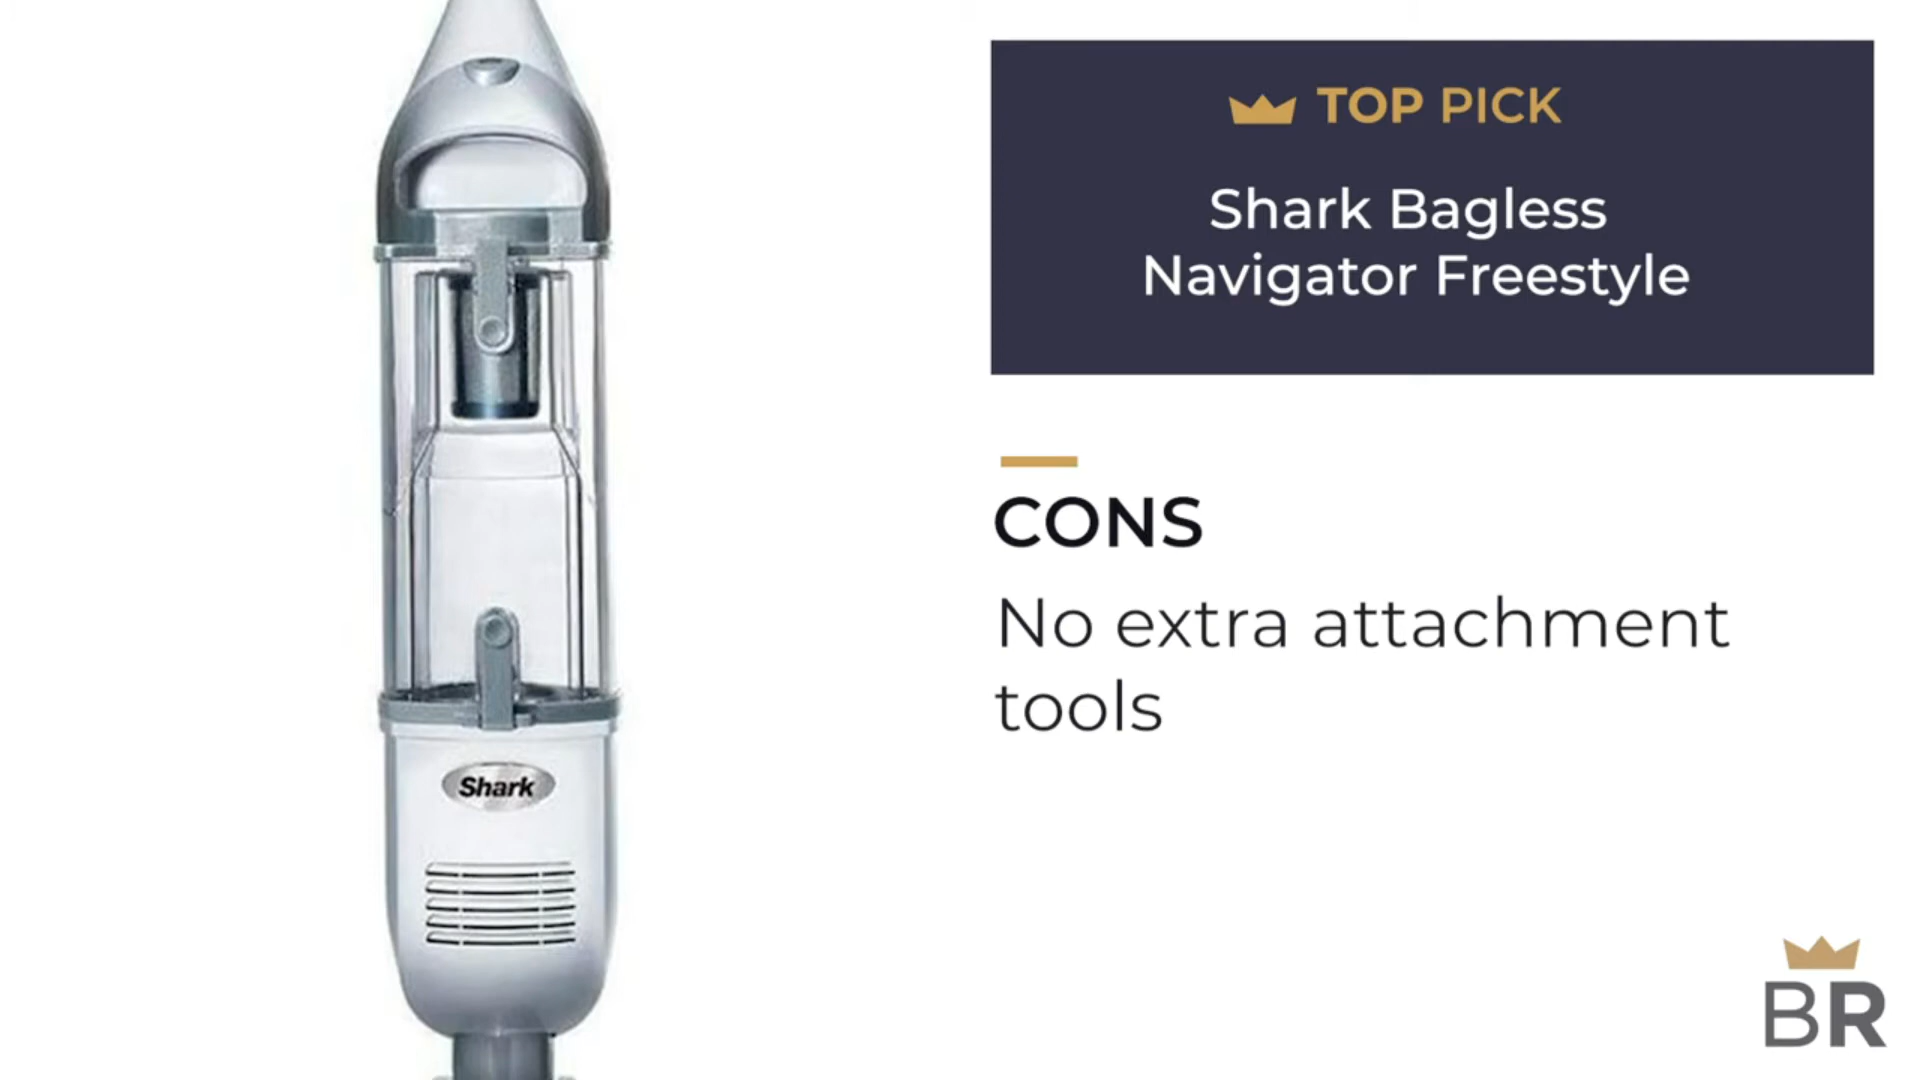 TOP PICK
Shark Bagless
Navigator Freestyle
CONS
No extra attachment
tools
Shark
BR